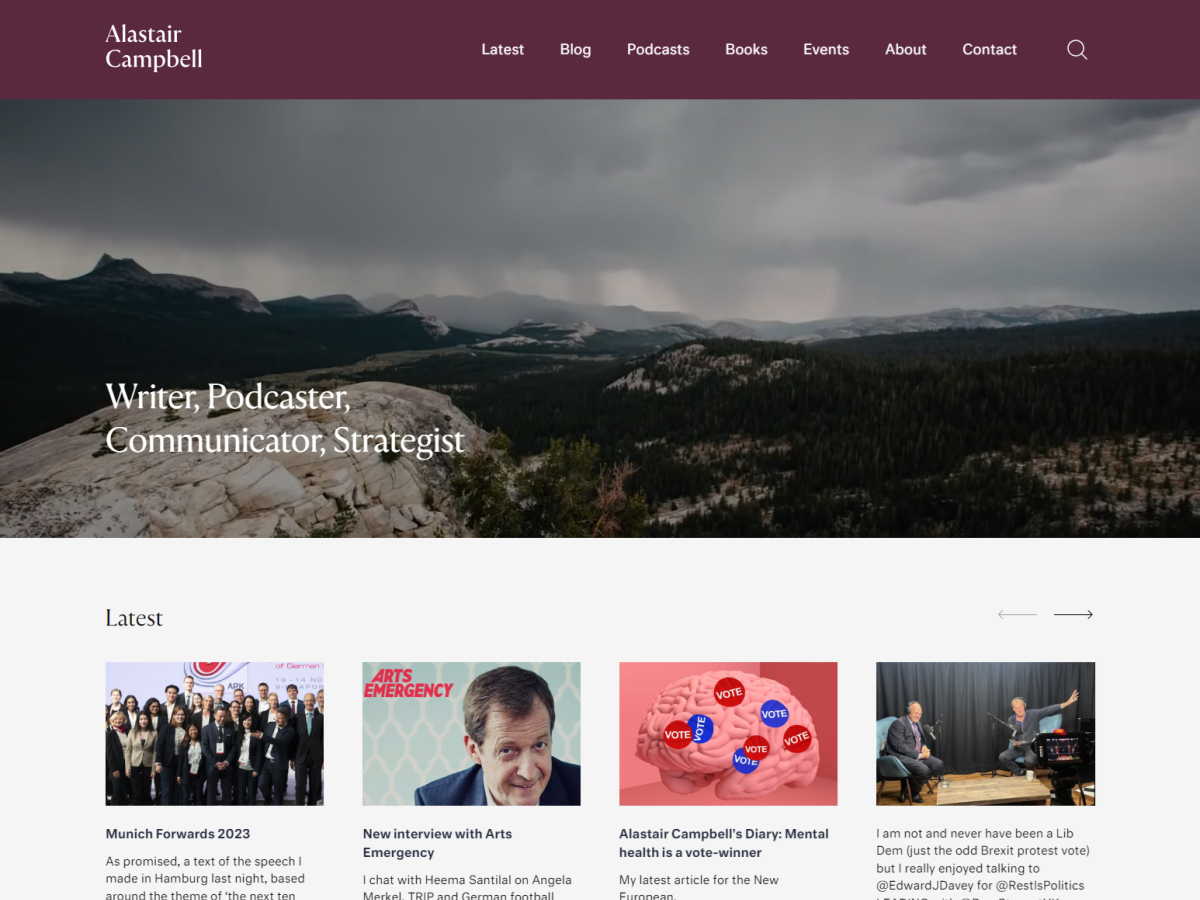 Alastair
Campbell
Latest
Blog
Podcasts
Books
Events
About
Contact
Writer, Podcaster,
Communicator, Strategist
Latest
of German
APK
13 - 14 NO
ARTS
EMERGENCY
VOTE
VOTE
VOTE
VOTE
VOTE
VOTE
VOTE
Munich Forwards 2023
As promised, a text of the speech I
made in Hamburg last night, based
around the theme of ‘the next ten
New interview with Arts
Emergency
I chat with Heema Santilal on Angela
Merkel, TRIP and German football
Alastair Campbell's Diary: Mental
health is a vote-winner
My latest article for the New
European.
I am not and never have been a Lib
Dem (just the odd Brexit protest vote)
but I really enjoyed talking to
@EdwardJDavey for @RestIsPolitics